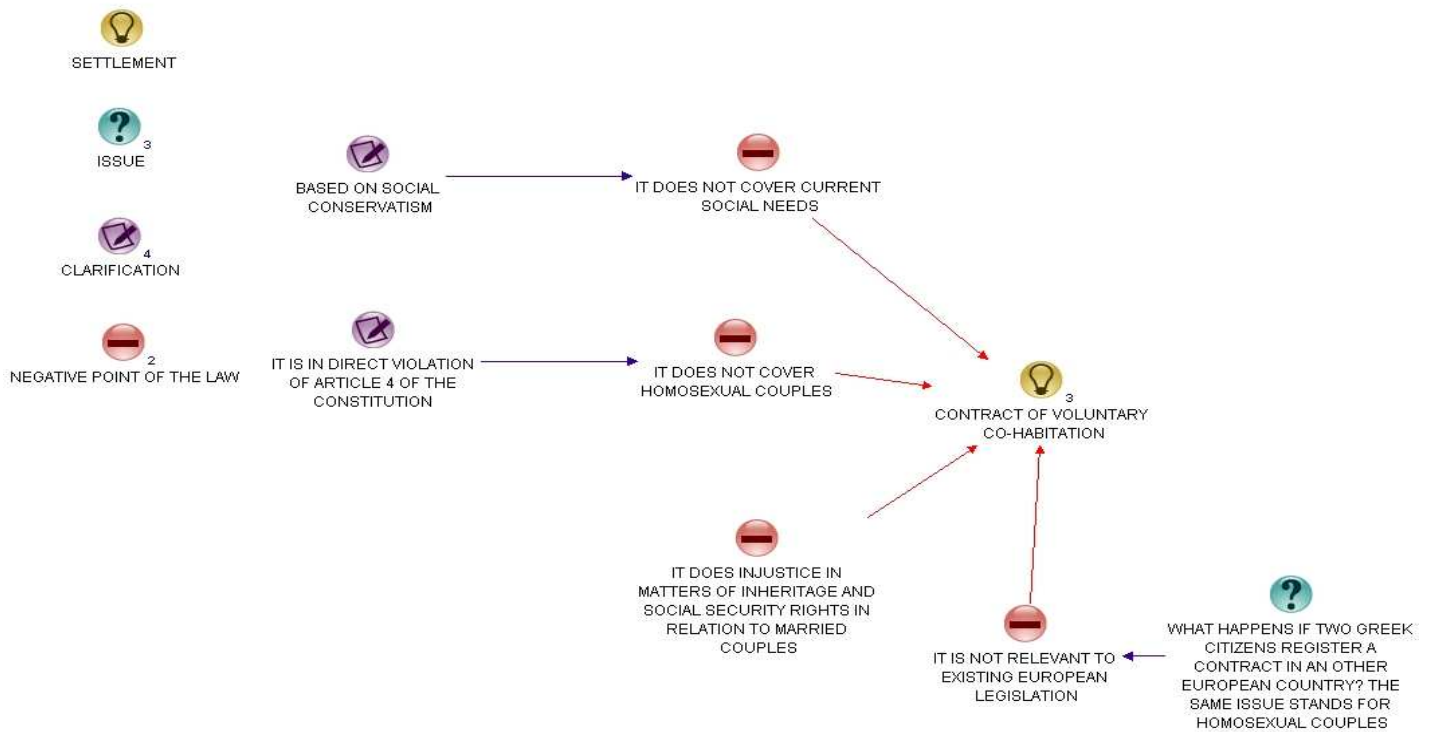 SETTLEMENT
3
ISSUE
4
CLARIFICATION
2
NEGATIVE POINT OF THE LAW
BASED ON SOCIAL
CONSERVATISM
IT DOES NOT COVER CURRENT
SOCIAL NEEDS
IT IS IN DIRECT VIOLATION
OF ARTICLE 4 OF THE
CONSTITUTION
IT DOES NOT COVER
HOMOSEXUAL COUPLES
3
CONTRACT OF VOLUNTARY
CO-HABITATION
IT DOES INJUSTICE IN
MATTERS OF INHERITAGE AND
SOCIAL SECURITY RIGHTS IN
RELATION TO MARRIED
COUPLES
IT IS NOT RELEVANT TO
EXISTING EUROPEAN
LEGISLATION
?
WHAT HAPPENS IF TWO GREEK
CITIZENS REGISTER A
CONTRACT IN AN OTHER
EUROPEAN COUNTRY? THE
SAME ISSUE STANDS FOR
HOMOSEXUAL COUPLES